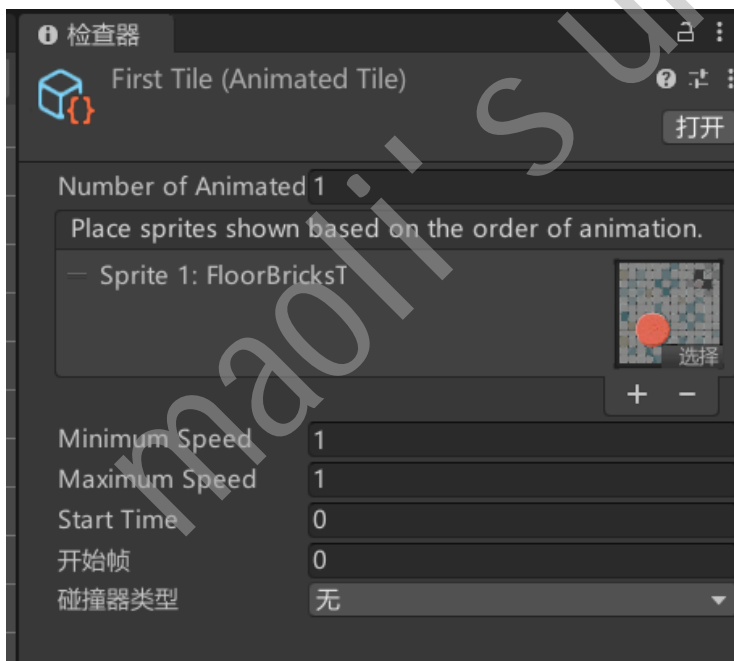 检查器
First Tile (Animated Tile)
打开
Number of Animated 1
Place sprites shown based on the order of animation.
Sprite 1: FloorBricksT
选择
Minimum Speed 1
Maximum Speed 1
Start Time 0
开始帧 0
碰撞器类型 无
maoli's u